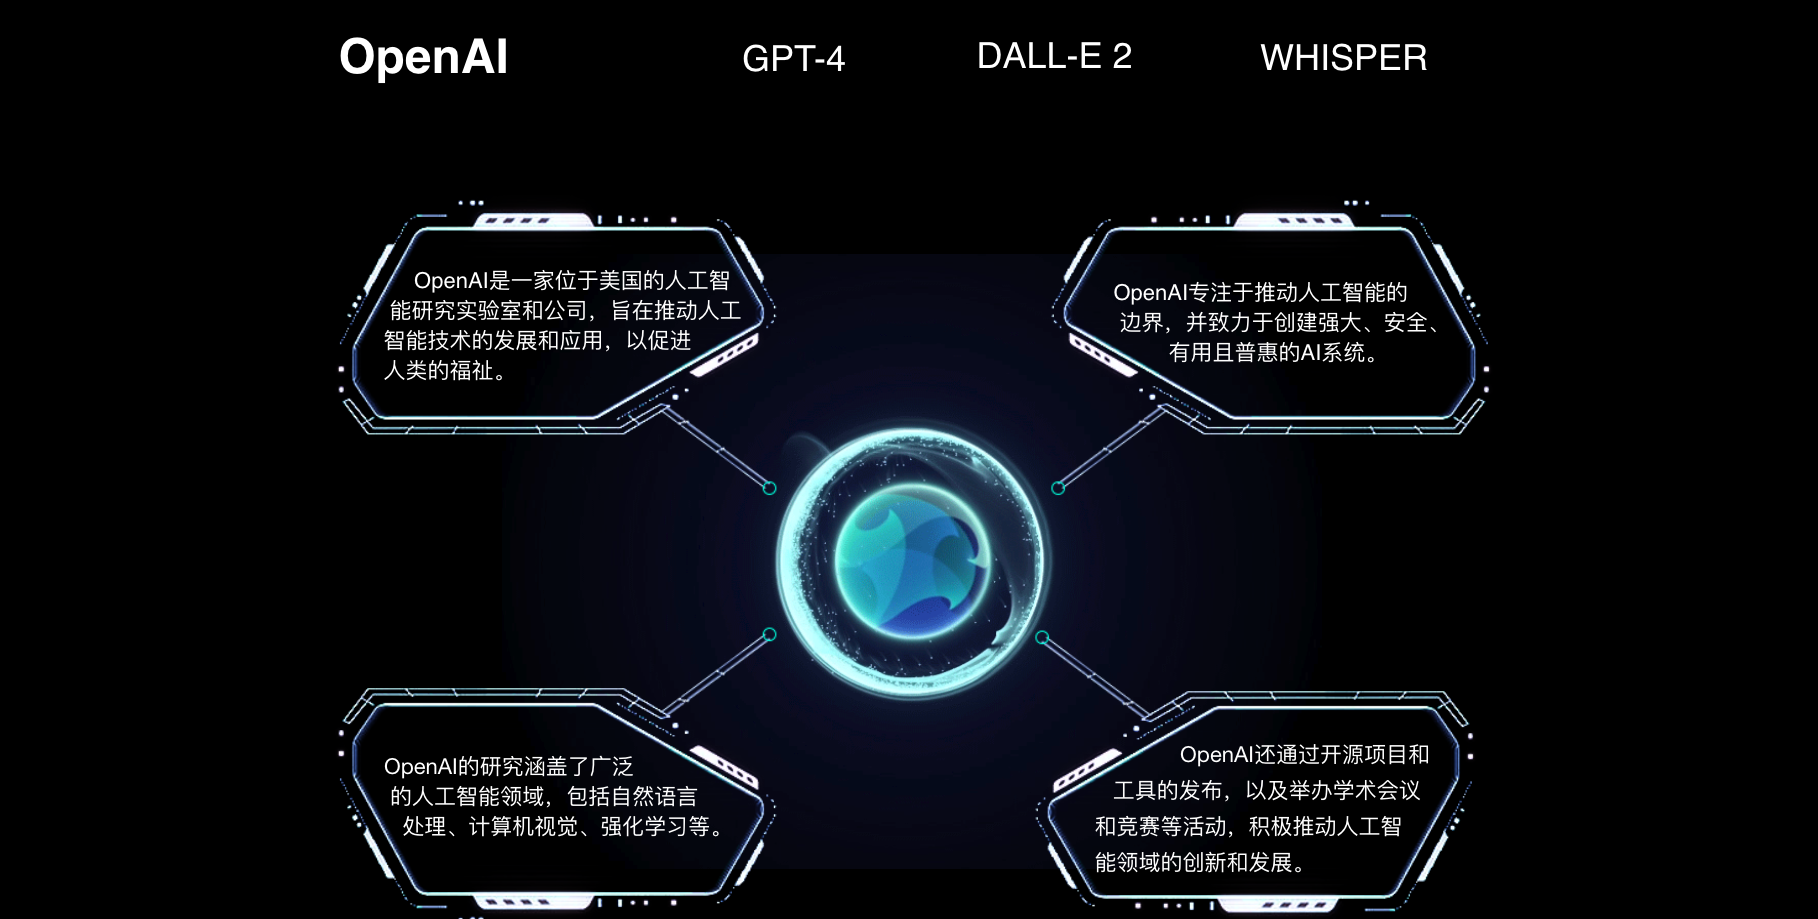 OpenAI
GPT-4
DALL-E 2
WHISPER
OpenAI是一家位于美国的人工智
能研究实验室和公司，旨在推动人工
智能技术的发展和应用，以促进
人类的福祉。
OpenAI专注于推动人工智能的
边界，并致力于创建强大、安全、
有用且普惠的AI系统。
OpenAI的研究涵盖了广泛
的人工智能领域，包括自然语言
处理、计算机视觉、强化学习等。
OpenAI还通过开源项目和
工具的发布，以及举办学术会议
和竞赛等活动，积极推动人工智
能领域的创新和发展。